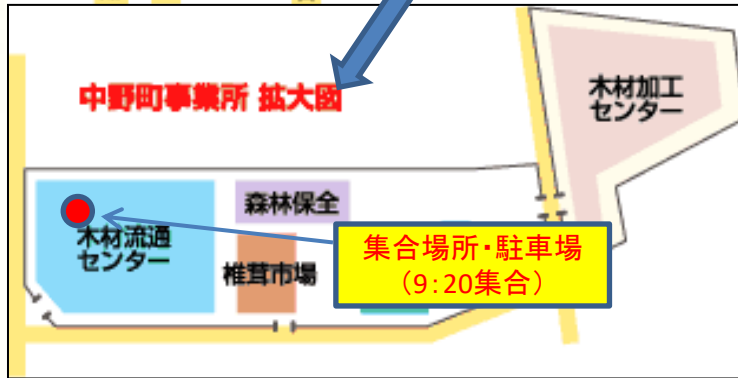 中野町事業所 拡大図
木材加工
センター
森林保全
木材流通
センター
椎茸市場
集合場所・駐車場
（9：20集合）